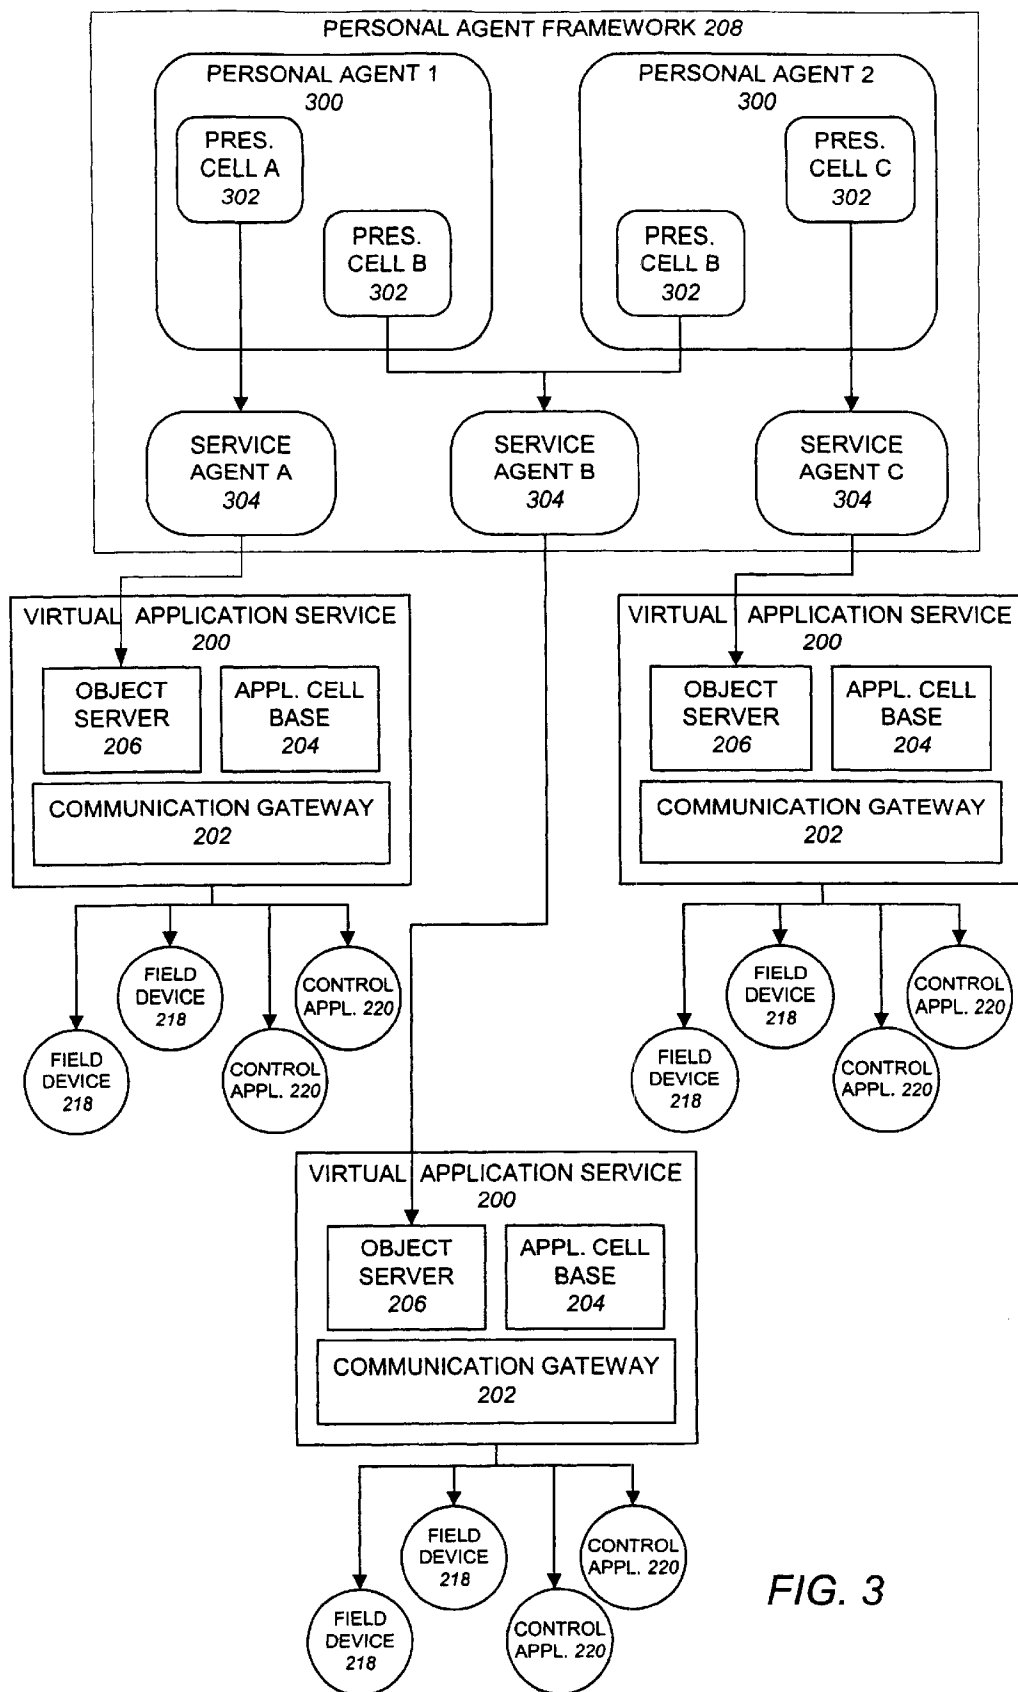 PERSONAL AGENT FRAMEWORK 208
PERSONAL AGENT 1
300
PRES.
CELL A
302
PRES.
CELL B
302
PERSONAL AGENT 2
300
PRES.
CELL C
302
PRES.
CELL B
302
SERVICE
AGENT A
304
SERVICE
AGENT B
304
SERVICE
AGENT C
304
VIRTUAL APPLICATION SERVICE
200
OBJECT
SERVER
206
APPL. CELL
BASE
204
COMMUNICATION GATEWAY
202
FIELD
DEVICE
218
FIELD
DEVICE
218
CONTROL
APPL. 220
CONTROL
APPL. 220
VIRTUAL APPLICATION SERVICE
200
OBJECT
SERVER
206
APPL. CELL
BASE
204
COMMUNICATION GATEWAY
202
FIELD
DEVICE
218
FIELD
DEVICE
218
CONTROL
APPL. 220
CONTROL
APPL. 220
VIRTUAL APPLICATION SERVICE
200
OBJECT
SERVER
206
APPL. CELL
BASE
204
COMMUNICATION GATEWAY
202
FIELD
DEVICE
218
FIELD
DEVICE
218
CONTROL
APPL. 220
CONTROL
APPL. 220
FIG. 3